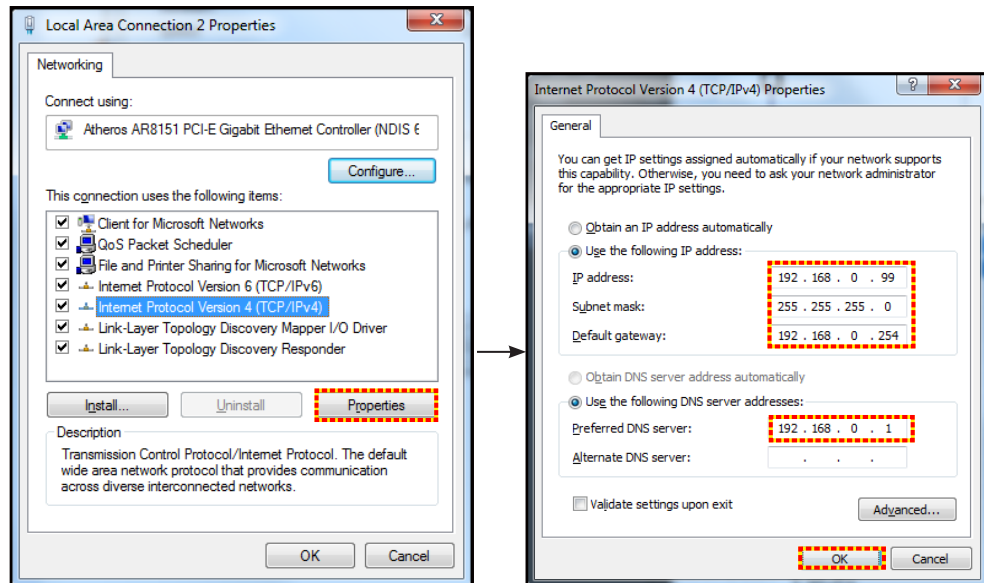 Local Area Connection 2 Properties
Networking
Connect using:
Atheros AR8151 PCI-E Gigabit Ethernet Controller (NDIS 6
Configure...
This connection uses the following items:
Client for Microsoft Networks
QoS Packet Scheduler
File and Printer Sharing for Microsoft Networks
Internet Protocol Version 6 (TCP/IPv6)
Internet Protocol Version 4 (TCP/IPv4)
Link-Layer Topology Discovery Mapper I/O Driver
Link-Layer Topology Discovery Responder
Install...
Uninstall
Properties
Description
Transmission Control Protocol/Internet Protocol. The default
wide area network protocol that provides communication
across diverse interconnected networks.
OK
Cancel
Internet Protocol Version 4 (TCP/IPv4) Properties
General
You can get IP settings assigned automatically if your network supports
this capability. Otherwise, you need to ask your network administrator
for the appropriate IP settings.
Obtain an IP address automatically
Use the following IP address:
IP address: 192 . 168 . 0 . 99
Subnet mask: 255 . 255 . 255 . 0
Default gateway: 192 . 168 . 0 . 254
Obtain DNS server address automatically
Use the following DNS server addresses:
Preferred DNS server: 192 . 168 . 0 . 1
Alternate DNS server: . . .
Validate settings upon exit
Advanced...
OK
Cancel